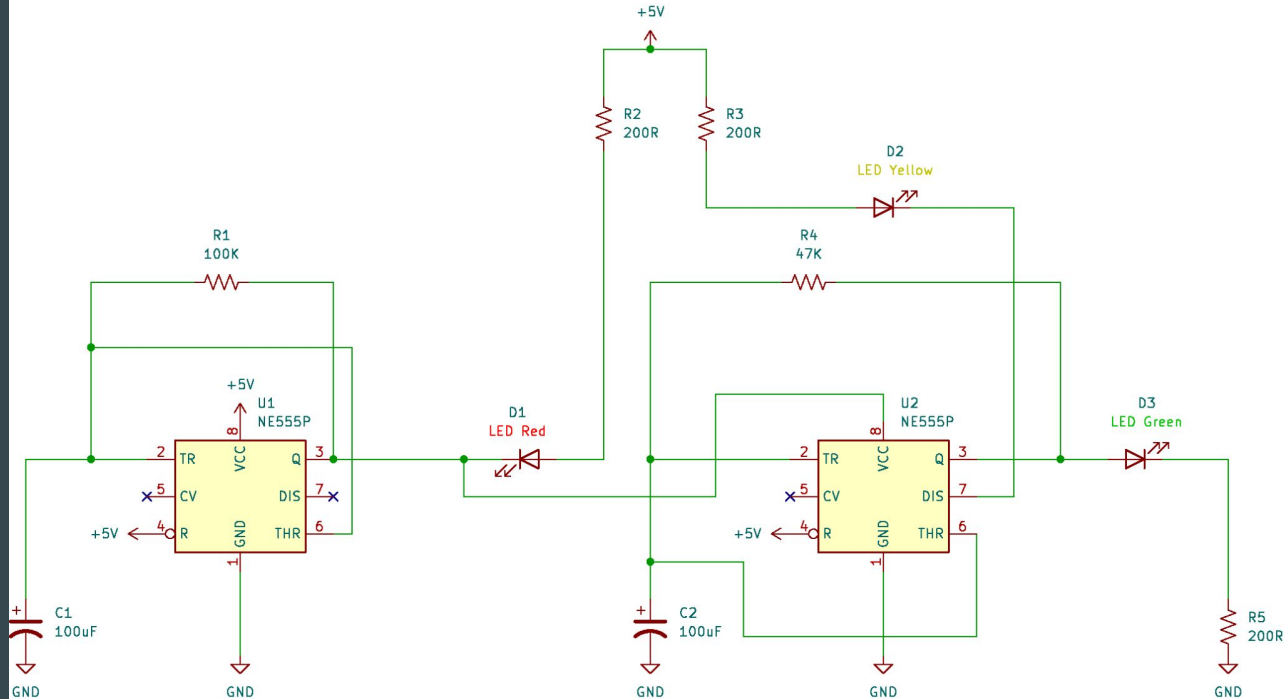 +5V
R2
200R
R3
200R
D2
LED Yellow
R1
100K
R4
47K
+5V
U1
NE555P
8
2
TR
VCC
Q
3
5
CV
DIS
7
+5V
4
R
GND
THR
6
1
D1
LED Red
U2
NE555P
8
2
TR
VCC
Q
3
5
CV
DIS
7
+5V
4
R
GND
THR
6
1
D3
LED Green
+
C1
100uF
+
C2
100uF
R5
200R
GND
GND
GND
GND
GND